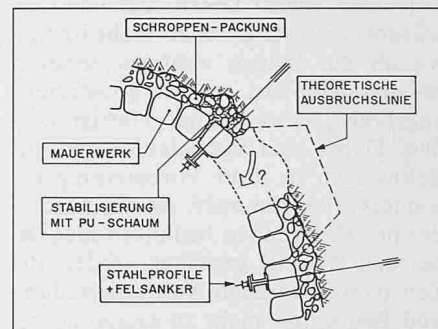 SCHROPPEN-PACKUNG
THEORETISCHE
AUSBRUCHSLINIE
MAUERWERK
?
STABILISIERUNG
MIT PU-SCHAUM
STAHLPROFILE
+FELSANKER